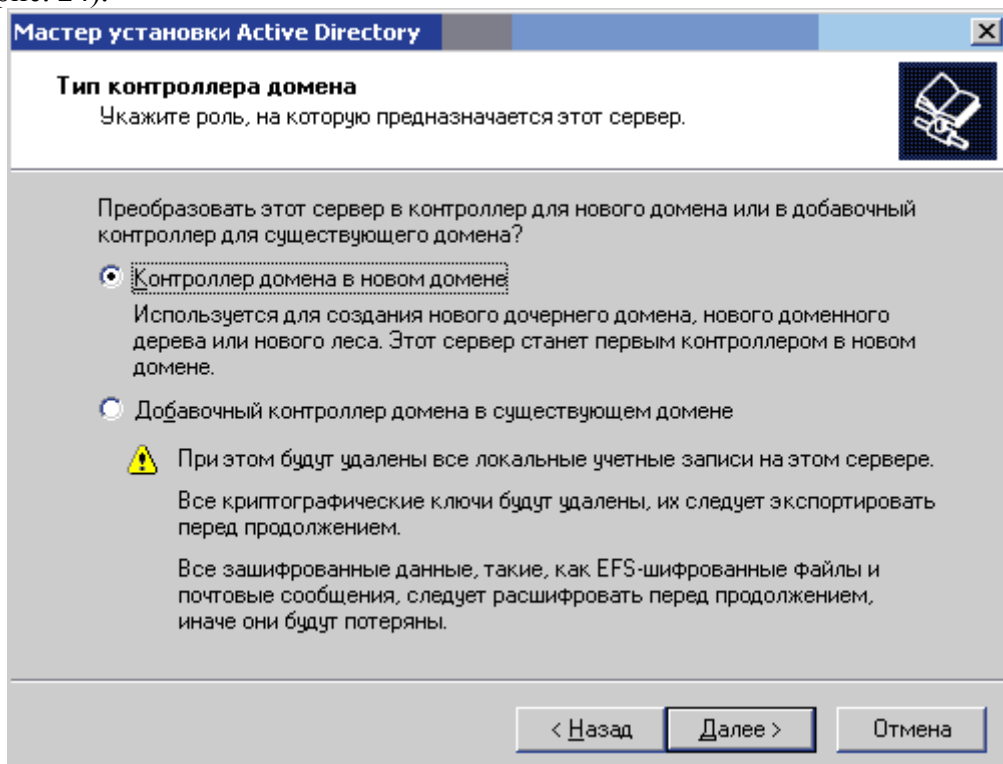 рис. 24).
Мастер установки Active Directory
Тип контроллера домена
Укажите роль, на которую предназначается этот сервер.
Преобразовать этот сервер в контроллер для нового домена или в добавочный
контроллер для существующего домена?
Контроллер домена в новом домене
Используется для создания нового дочернего домена, нового доменного
дерева или нового леса. Этот сервер станет первым контроллером в новом
домене.
Добавочный контроллер домена в существующем домене
При этом будут удалены все локальные учетные записи на этом сервере.
Все криптографические ключи будут удалены, их следует экспортировать
перед продолжением.
Все зашифрованные данные, такие, как EFS-шифрованные файлы и
почтовые сообщения, следует расшифровать перед продолжением,
иначе они будут потеряны.
< Назад Далее > Отмена